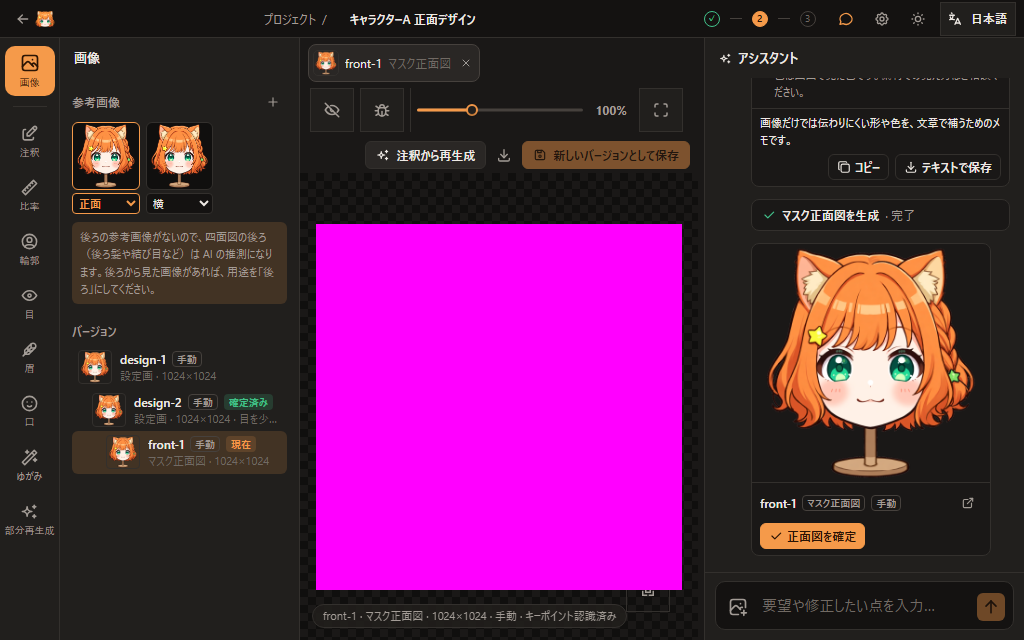 プロジェクト / キャラクターA 正面デザイン
2
3
日本語
画像
注釈
比率
輪郭
目
眉
口
ゆがみ
部分再生成
画像
参考画像
正面
横
後ろの参考画像がないので、四面図の後ろ
（後ろ髪や結び目など）は AI の推測になり
ます。後ろから見た画像があれば、用途を「後
ろ」にしてください。
バージョン
design-1 手動
設定画 · 1024×1024
design-2 手動 確定済み
設定画 · 1024×1024 · 目を少...
front-1 手動 現在
マスク正面図 · 1024×1024
front-1 マスク正面図
100%
注釈から再生成
新しいバージョンとして保存
front-1 · マスク正面図 · 1024×1024 · 手動 · キーポイント認識済み
アシスタント
ださい。
画像だけでは伝わりにくい形や色を、文章で補うためのメ
モです。
コピー
テキストで保存
マスク正面図を生成 · 完了
front-1 マスク正面図 手動
正面図を確定
要望や修正したい点を入力...